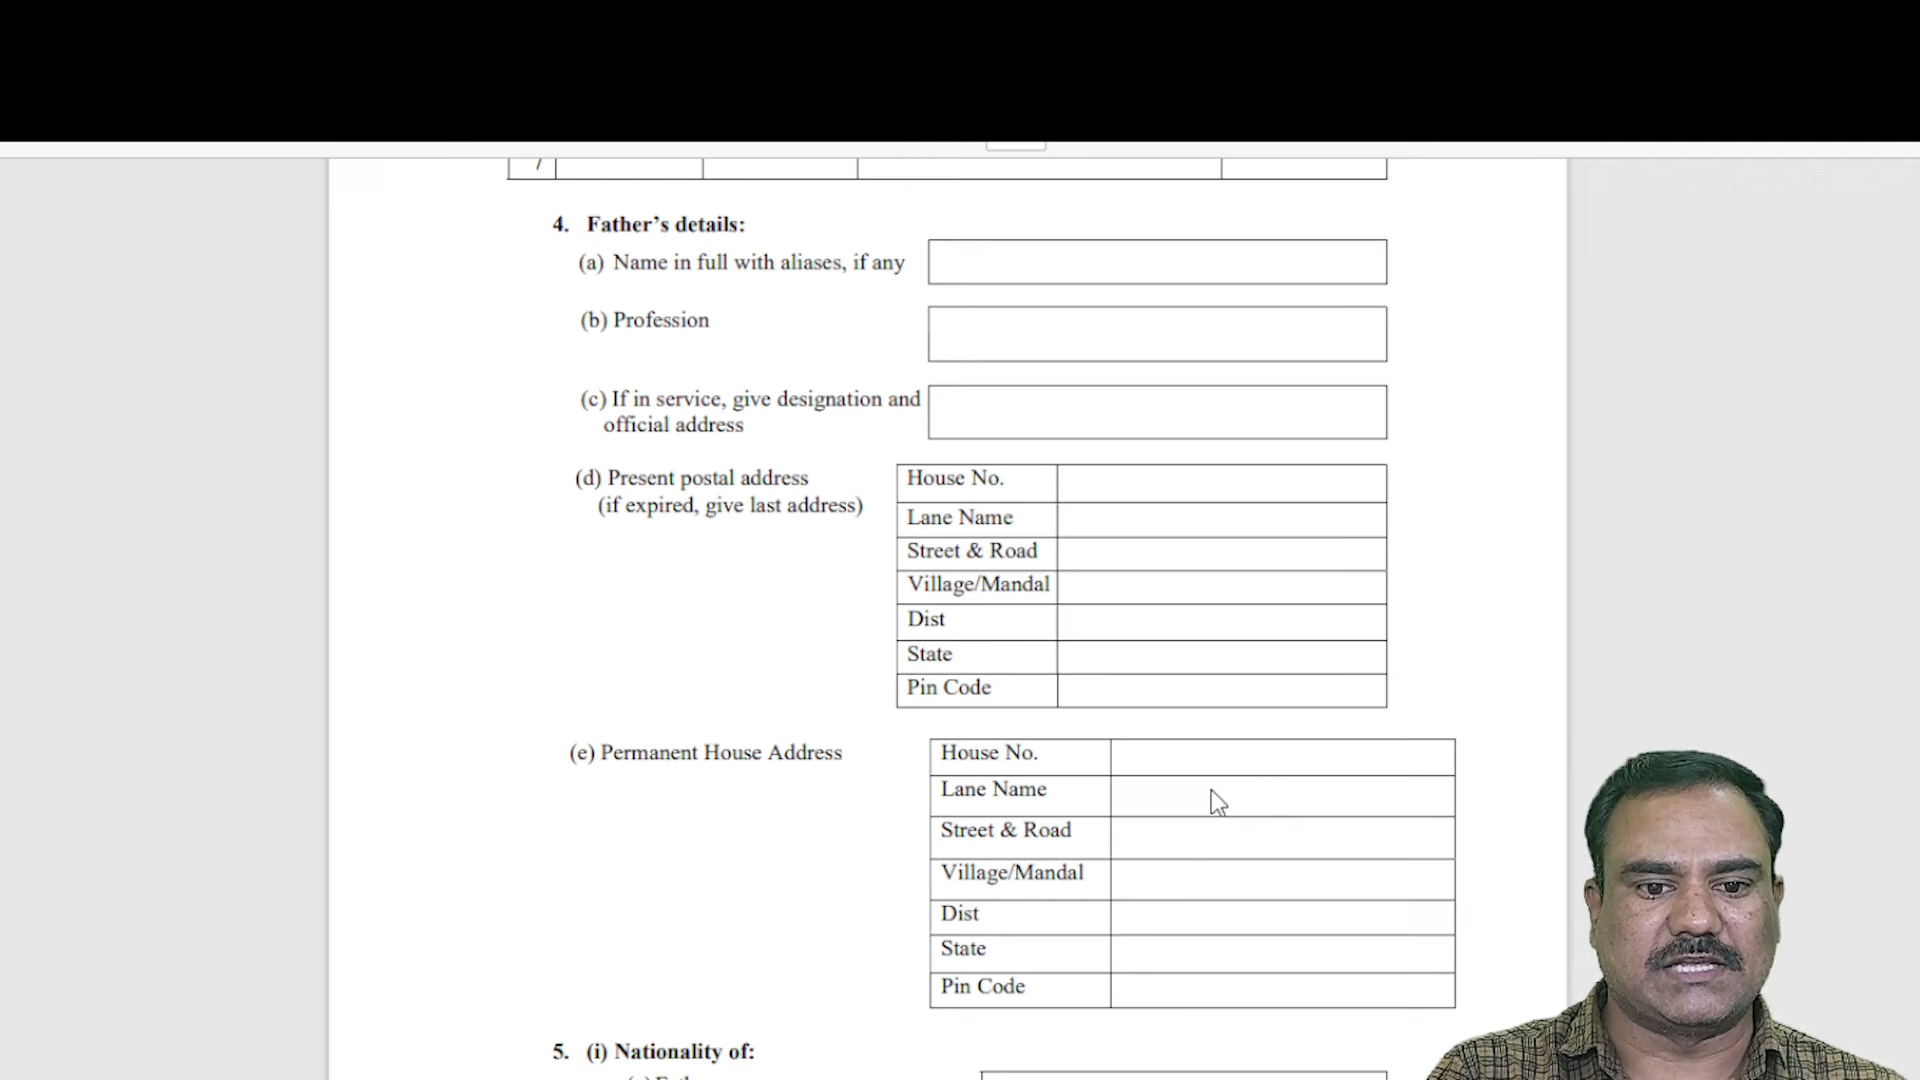 7
4. Father's details:
(a) Name in full with aliases, if any
(b) Profession
(c) If in service, give designation and
official address
(d) Present postal address
(if expired, give last address)
House No.
Lane Name
Street & Road
Village/Mandal
Dist
State
Pin Code
(e) Permanent House Address
House No.
Lane Name
Street & Road
Village/Mandal
Dist
State
Pin Code
5. (i) Nationality of: